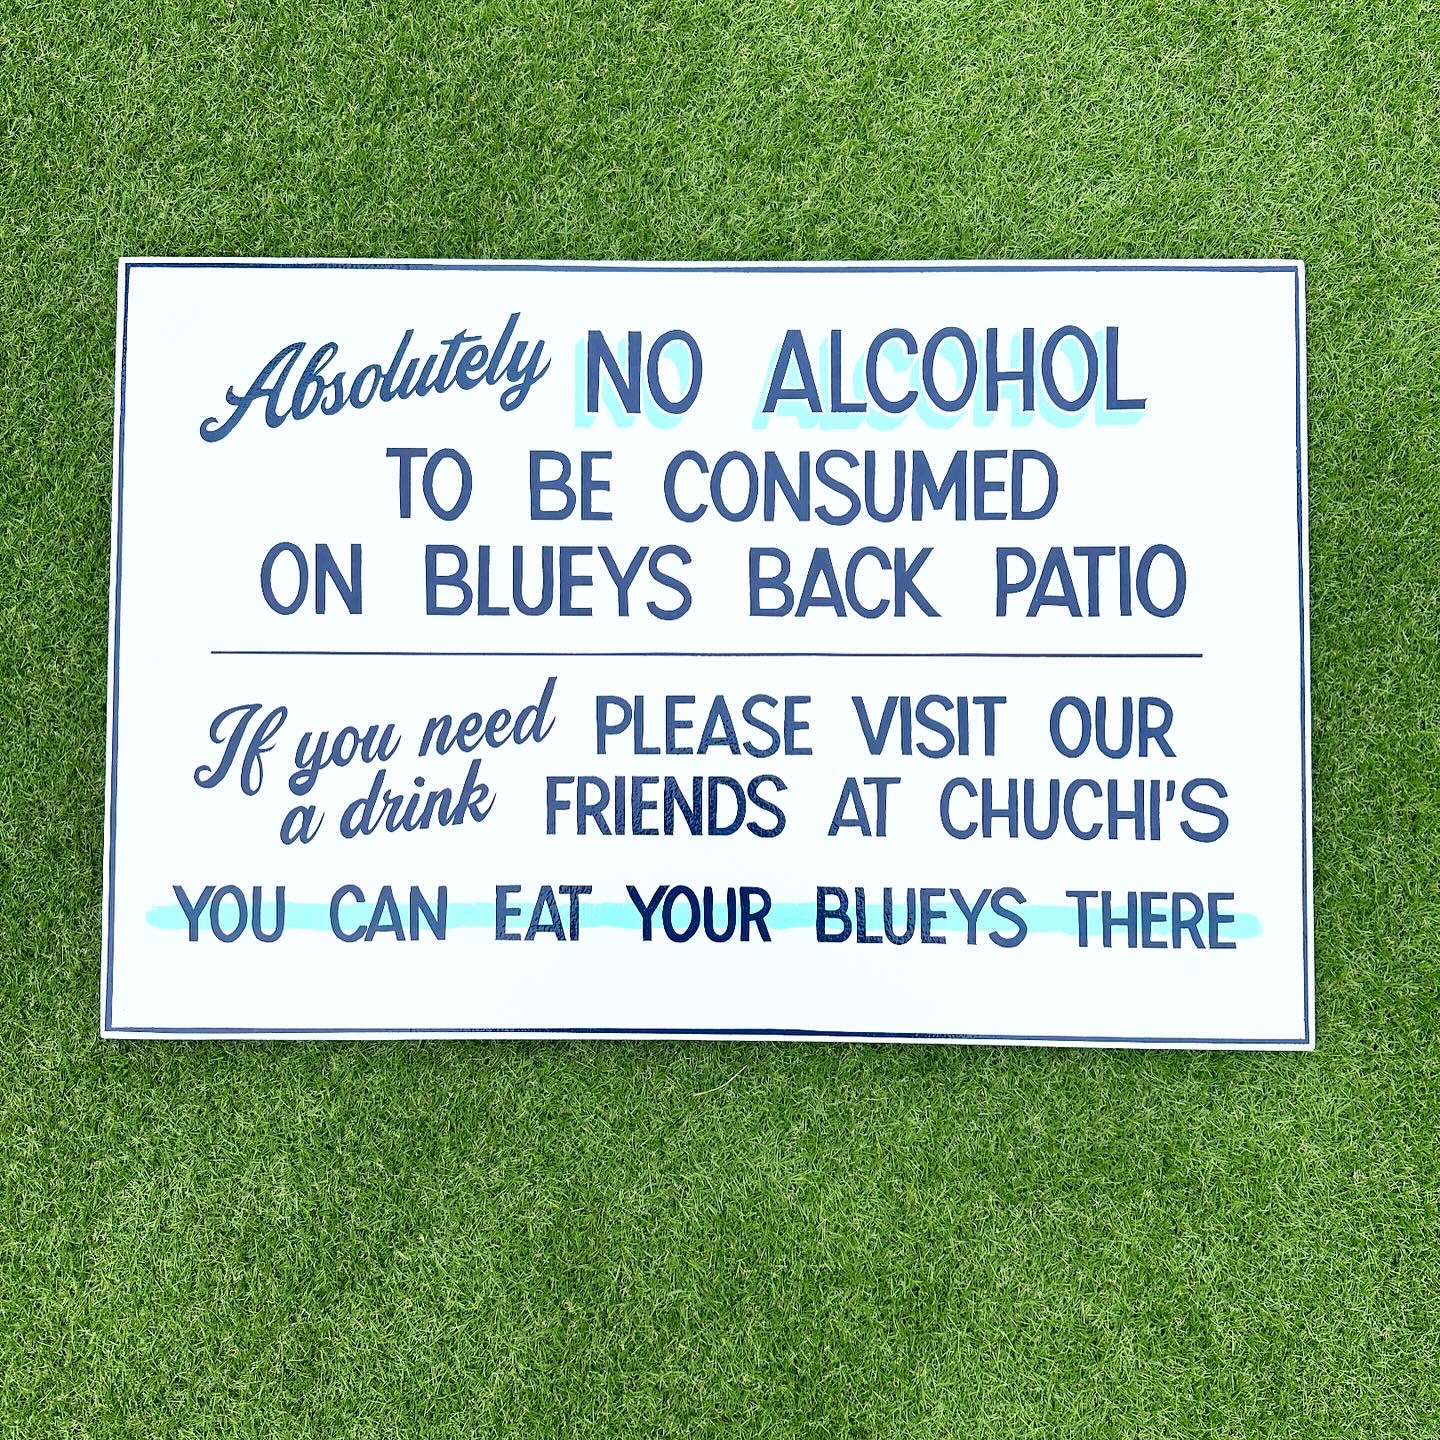 Absolutely NO ALCOHOL
TO BE CONSUMED
ON BLUEYS BACK PATIO
If you need PLEASE VISIT OUR
a drink FRIENDS AT CHUCHI'S
YOU CAN EAT YOUR BLUEYS THERE